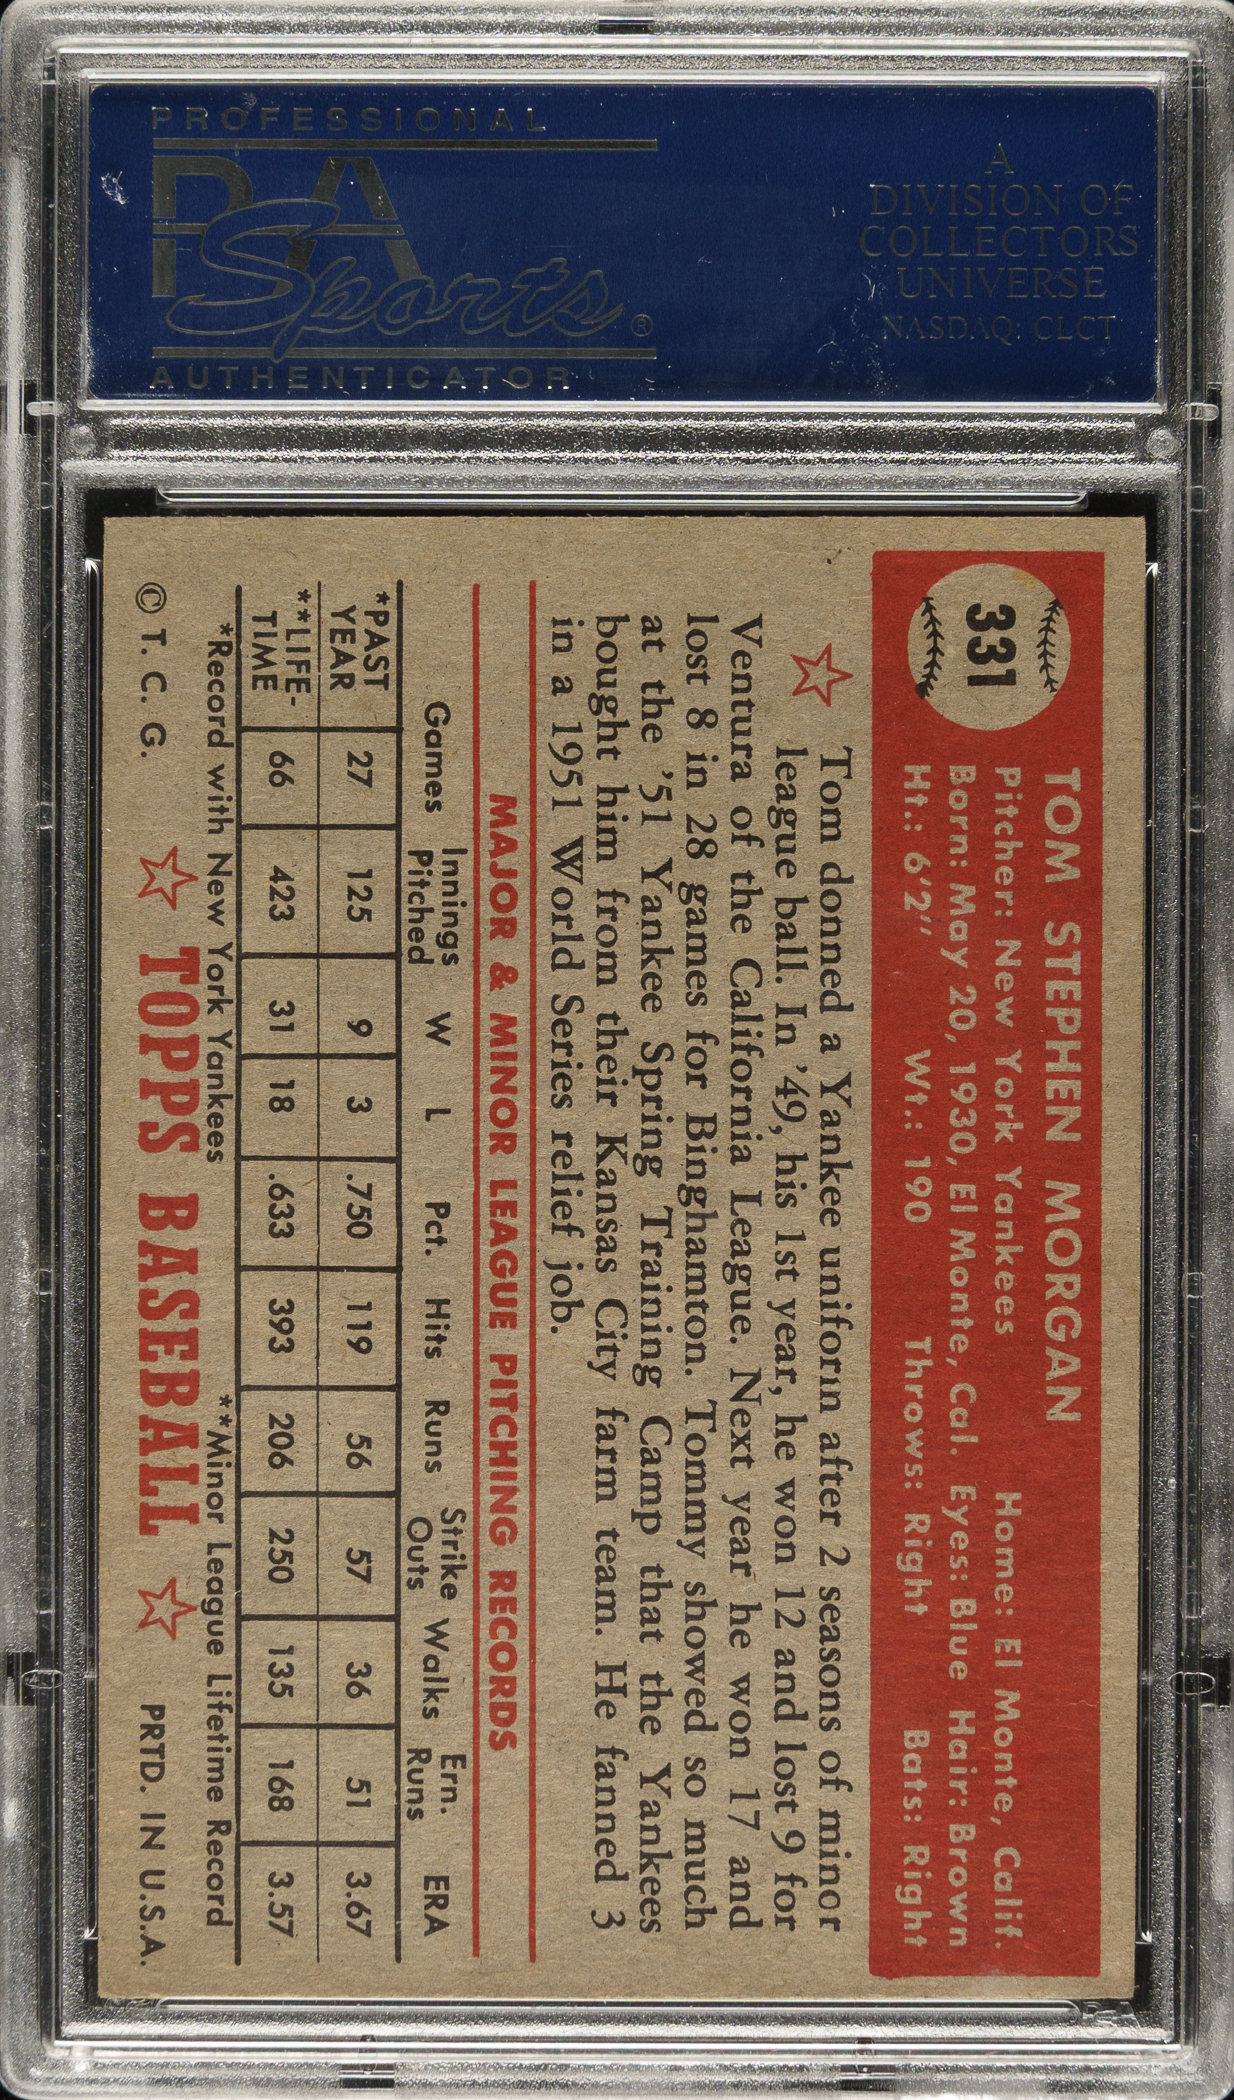 PROFESSIONAL
PSA
Sports®
AUTHENTICATOR
A
DIVISION OF
COLLECTORS
UNIVERSE
NASDAQ: CLCT
331
TOM STEPHEN MORGAN
Pitcher: New York Yankees Home: El Monte, Calif.
Born: May 20, 1930, El Monte, Cal. Eyes: Blue Hair: Brown
Ht.: 6'2" Wt.: 190 Throws: Right Bats: Right
Tom donned a Yankee uniform after 2 seasons of minor
league ball. In '49, his 1st year, he won 12 and lost 9 for
Ventura of the California League. Next year he won 17 and
lost 8 in 28 games for Binghamton. Tommy showed so much
at the '51 Yankee Spring Training Camp that the Yankees
bought him from their Kansas City farm team. He fanned 3
in a 1951 World Series relief job.
MAJOR & MINOR LEAGUE PITCHING RECORDS
Games Innings Pitched W L Pct. Hits Runs Strike Outs Walks Ern. Runs ERA
*PAST YEAR 27 125 9 3 .750 119 56 57 36 51 3.67
**LIFE-TIME 66 423 31 18 .633 393 206 250 135 168 3.57
*Record with New York Yankees **Minor League Lifetime Record
© T. C. G. TOPPS BASEBALL PRTD. IN U.S.A.
PSA